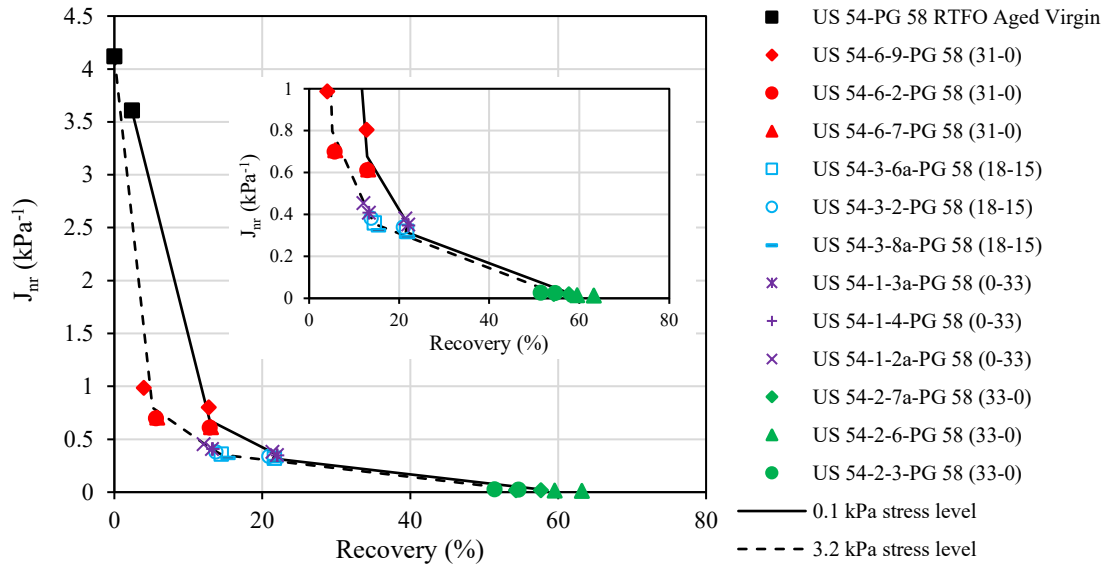 4.5
4
3.5
3
2.5
2
1.5
1
0.5
0
0
20
40
60
80
Jnr (kPa-1)
Recovery (%)
1
0.8
0.6
0.4
0.2
0
0
20
40
60
80
Jnr (kPa-1)
Recovery (%)
US 54-PG 58 RTFO Aged Virgin
US 54-6-9-PG 58 (31-0)
US 54-6-2-PG 58 (31-0)
US 54-6-7-PG 58 (31-0)
US 54-3-6a-PG 58 (18-15)
US 54-3-2-PG 58 (18-15)
US 54-3-8a-PG 58 (18-15)
US 54-1-3a-PG 58 (0-33)
US 54-1-4-PG 58 (0-33)
US 54-1-2a-PG 58 (0-33)
US 54-2-7a-PG 58 (33-0)
US 54-2-6-PG 58 (33-0)
US 54-2-3-PG 58 (33-0)
0.1 kPa stress level
3.2 kPa stress level